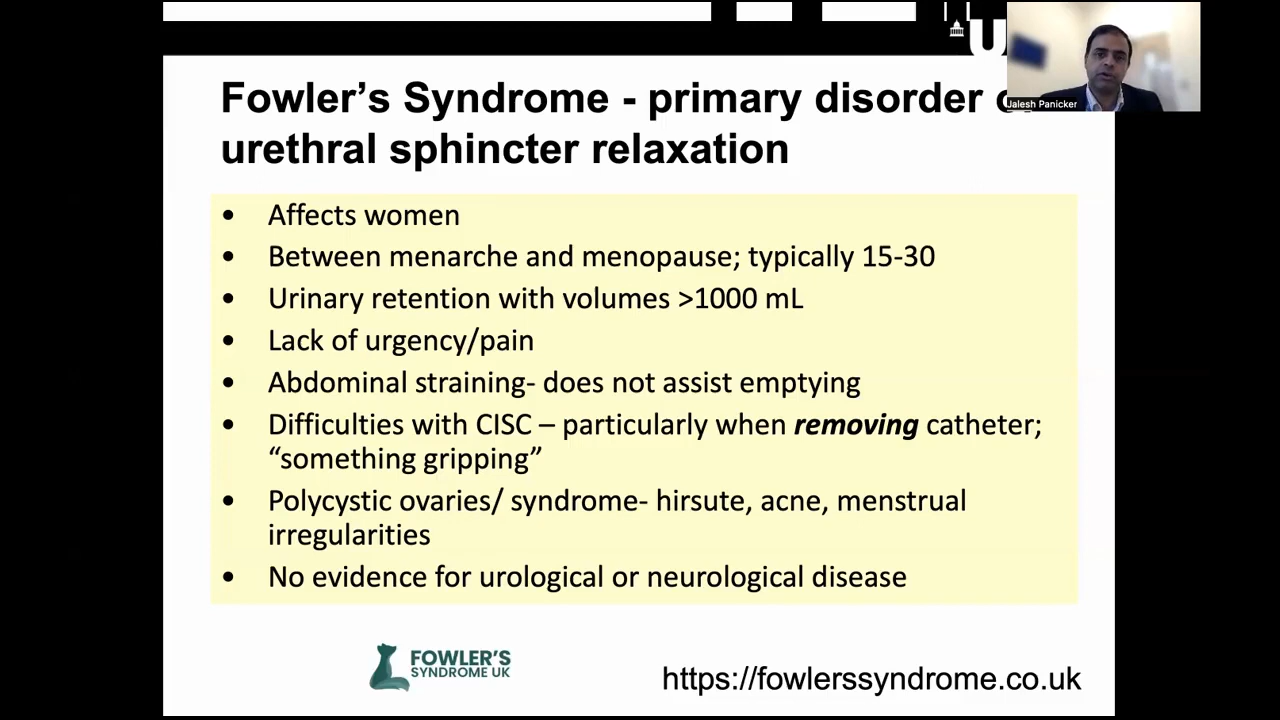 U
Jalesh Panicker
Fowler’s Syndrome - primary disorder
urethral sphincter relaxation
• Affects women
• Between menarche and menopause; typically 15-30
• Urinary retention with volumes >1000 mL
• Lack of urgency/pain
• Abdominal straining- does not assist emptying
• Difficulties with CISC – particularly when removing catheter;
“something gripping”
• Polycystic ovaries/ syndrome- hirsute, acne, menstrual
irregularities
• No evidence for urological or neurological disease
FOWLER’S
SYNDROME UK
https://fowlerssyndrome.co.uk